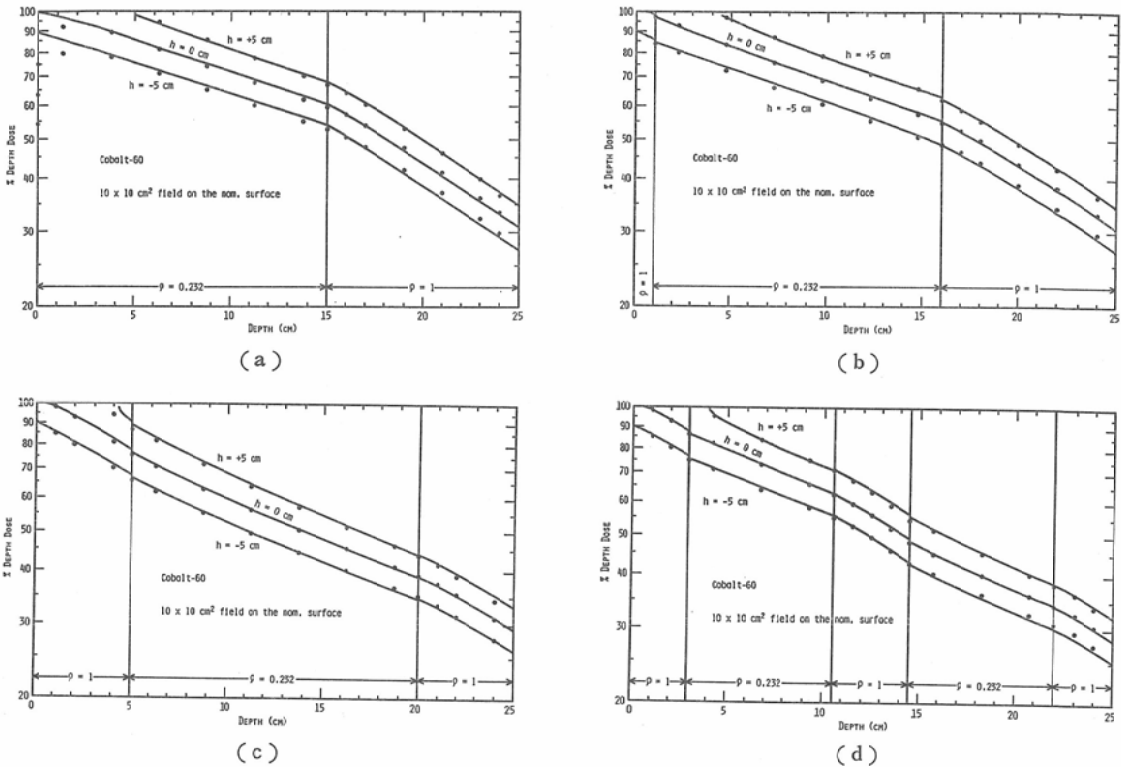 100
90
80
70
60
50
40
30
20
% DEPTH DOSE
h = +5 cm
h = 0 cm
h = -5 cm
Cobalt-60
10 x 10 cm² field on the nom. surface
ρ = 0.232
ρ = 1
0 5 10 15 20 25
DEPTH (CM)
(a)
100
90
80
70
60
50
40
30
20
% DEPTH DOSE
h = +5 cm
h = 0 cm
h = -5 cm
Cobalt-60
10 x 10 cm² field on the nom. surface
ρ = 1
ρ = 0.232
ρ = 1
0 5 10 15 20 25
DEPTH (CM)
(b)
100
90
80
70
60
50
40
30
20
% DEPTH DOSE
h = +5 cm
h = 0 cm
h = -5 cm
Cobalt-60
10 x 10 cm² field on the nom. surface
ρ = 1
ρ = 0.232
ρ = 1
0 5 10 15 20 25
DEPTH (CM)
(c)
100
90
80
70
60
50
40
30
20
% DEPTH DOSE
h = +5 cm
h = 0 cm
h = -5 cm
Cobalt-60
10 x 10 cm² field on the nom. surface
ρ = 1
ρ = 0.232
ρ = 1
ρ = 0.232
ρ = 1
0 5 10 15 20 25
DEPTH (CM)
(d)